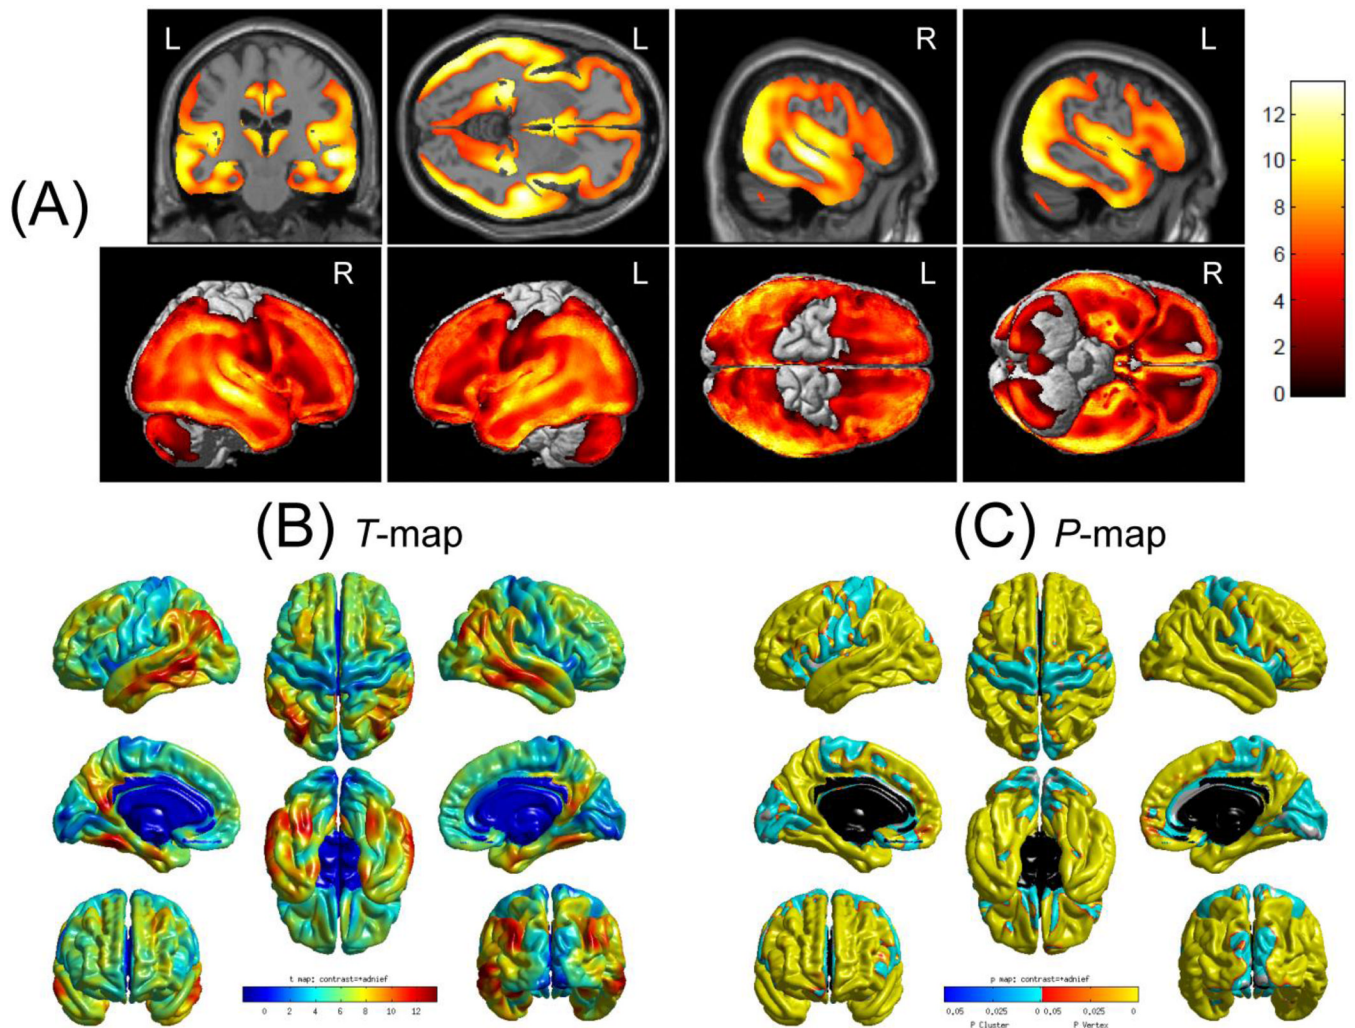 L
L
R
L
(A)
12
10
8
6
4
2
0
R
L
L
R
(B) T-map
(C) P-map
t map: contrast=+adnief
0 2 4 6 8 10 12
p map: contrast=+adnief
0.05 0.025 0 0.05 0.025 0
P Cluster P Vertex